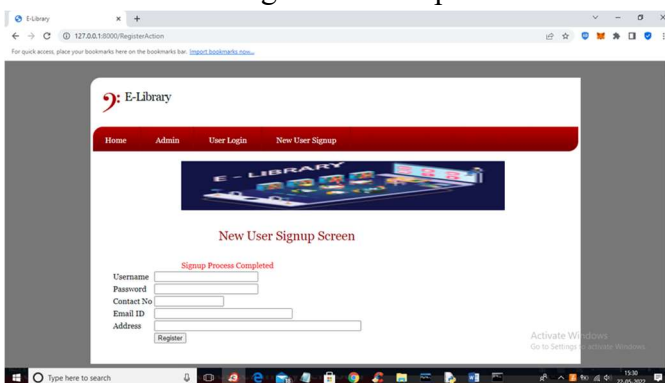 E-Library
127.0.0.1:8000/RegisterAction
For quick access, place your bookmarks here on the bookmarks bar. Import bookmarks now...
E-Library
Home Admin User Login New User Signup
E - LIBRARY
New User Signup Screen
Signup Process Completed
Username
Password
Contact No
Email ID
Address
Register
Activate Windows
Go to Settings to activate Windows.
Type here to search
15:30
22-05-2022